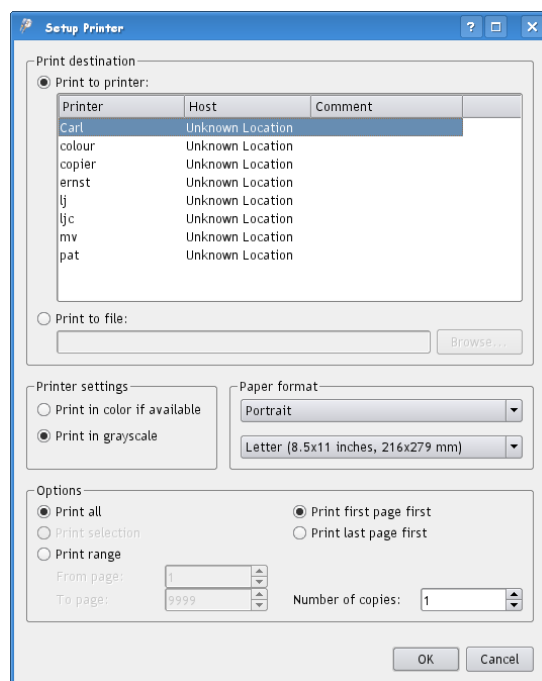 Setup Printer
Print destination
Print to printer:
Printer Host Comment
Carl Unknown Location
colour Unknown Location
copier Unknown Location
ernst Unknown Location
lj Unknown Location
ljc Unknown Location
mv Unknown Location
pat Unknown Location
Print to file:
Browse...
Printer settings
Print in color if available
Print in grayscale
Paper format
Portrait
Letter (8.5x11 inches, 216x279 mm)
Options
Print all
Print selection
Print range
From page: 1
To page: 9999
Print first page first
Print last page first
Number of copies: 1
OK Cancel